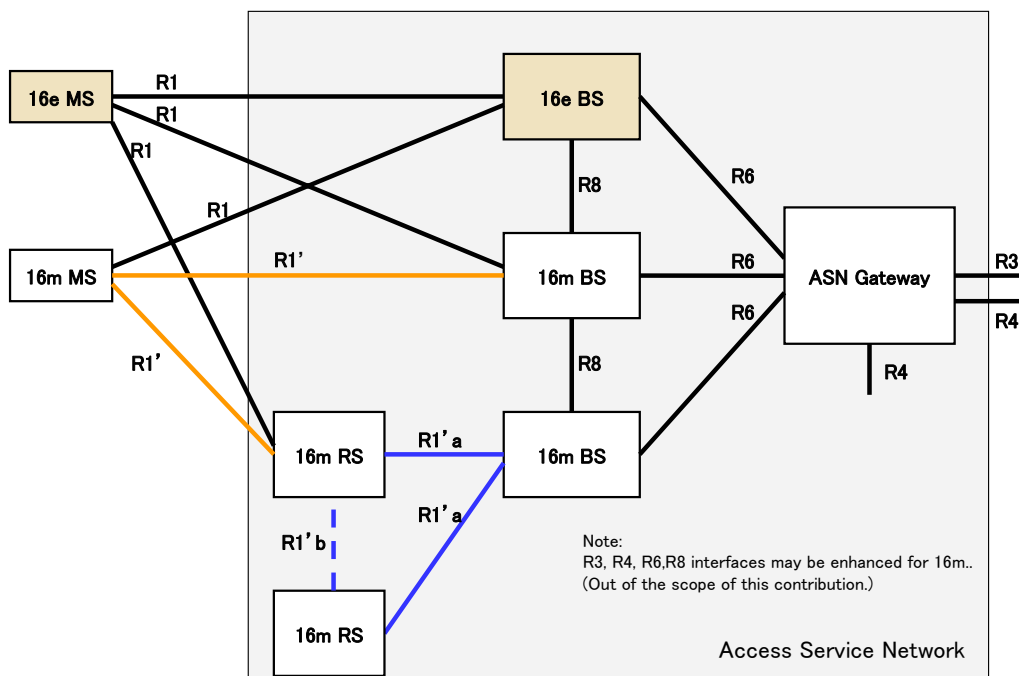 R1
16e MS
16e BS
R1
R1
R6
R8
R1
16m MS
R1'
16m BS
R6
ASN Gateway
R3
R6
R4
R1'
R8
R4
16m RS
R1'a
16m BS
R1'a
R1'b
Note:
R3, R4, R6,R8 interfaces may be enhanced for 16m..
(Out of the scope of this contribution.)
16m RS
Access Service Network